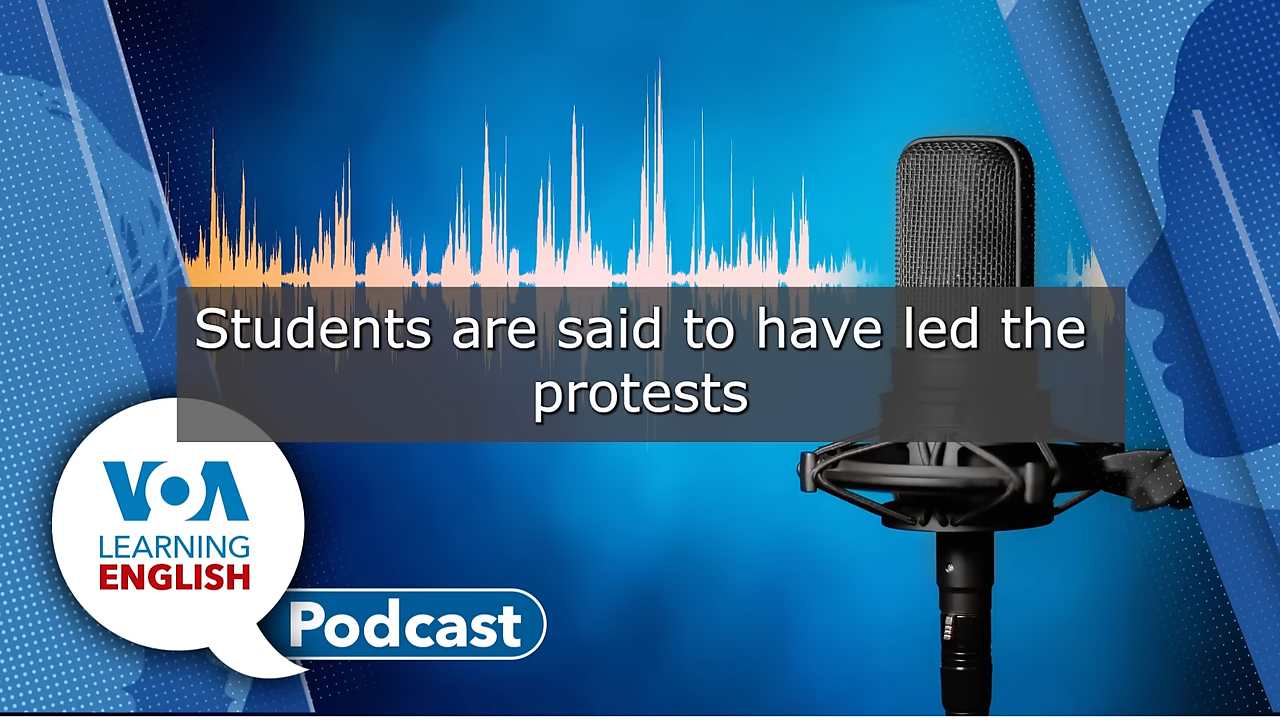 Students are said to have led the
protests
VOA
LEARNING
ENGLISH
Podcast